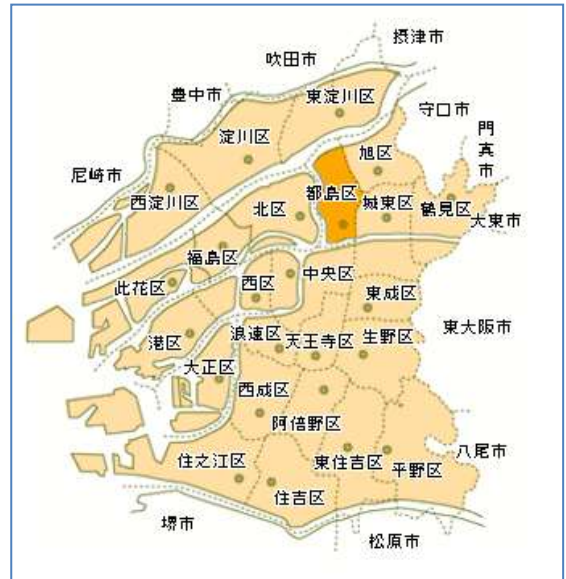 摂津市
吹田市
豊中市
東淀川区
守口市
淀川区
門真市
旭区
尼崎市
都島区
西淀川区
北区
城東区
鶴見区
大東市
福島区
中央区
此花区
西区
東成区
港区
浪速区
天王寺区
生野区
東大阪市
大正区
西成区
阿倍野区
八尾市
住之江区
東住吉区
平野区
住吉区
堺市
松原市